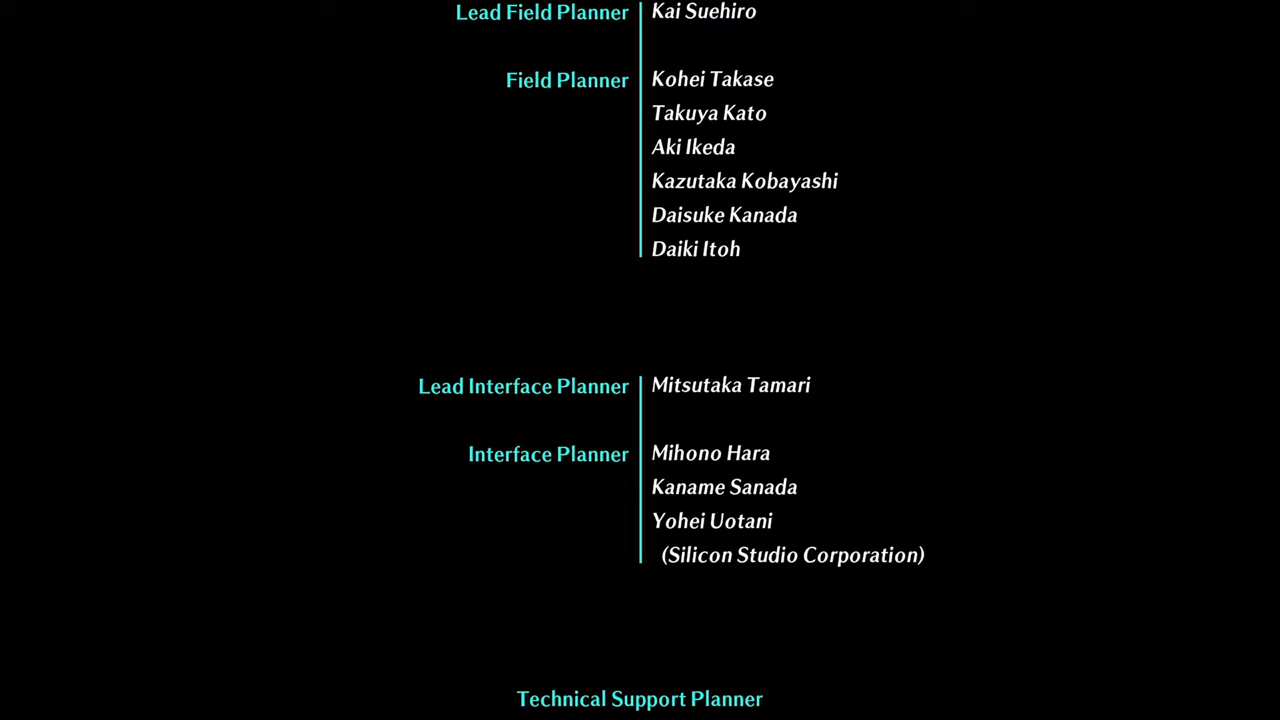 Lead Field Planner Kai Suehiro
Field Planner Kohei Takase
Takuya Kato
Aki Ikeda
Kazutaka Kobayashi
Daisuke Kanada
Daiki Itoh
Lead Interface Planner Mitsutaka Tamari
Interface Planner Mihono Hara
Kaname Sanada
Yohei Uotani
(Silicon Studio Corporation)
Technical Support Planner